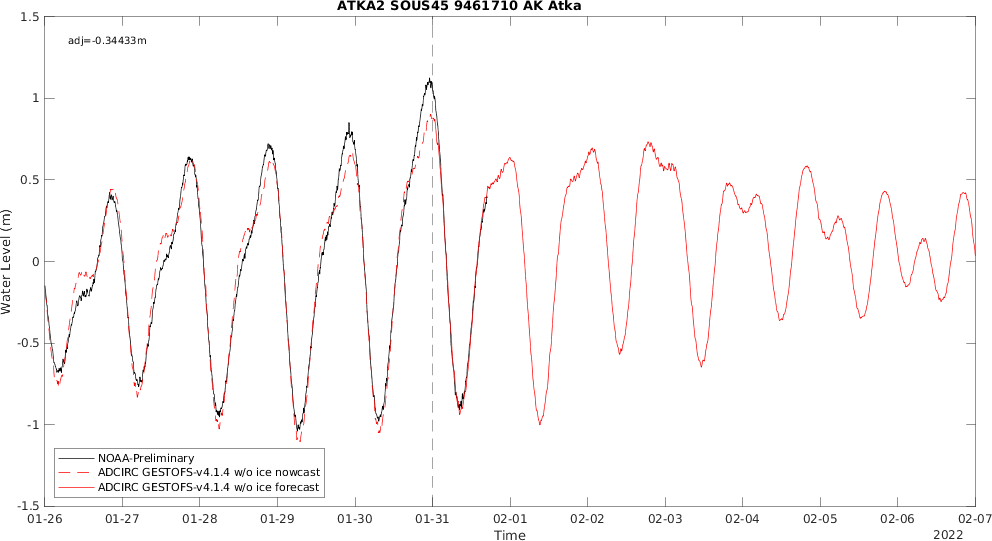 ATKA2 SOUS45 9461710 AK Atka
adj=-0.34433m
Water Level (m)
1.5
1
0.5
0
-0.5
-1
-1.5
NOAA-Preliminary
ADCIRC GESTOFS-v4.1.4 w/o ice nowcast
ADCIRC GESTOFS-v4.1.4 w/o ice forecast
01-26 01-27 01-28 01-29 01-30 01-31 02-01 02-02 02-03 02-04 02-05 02-06 02-07
Time
2022